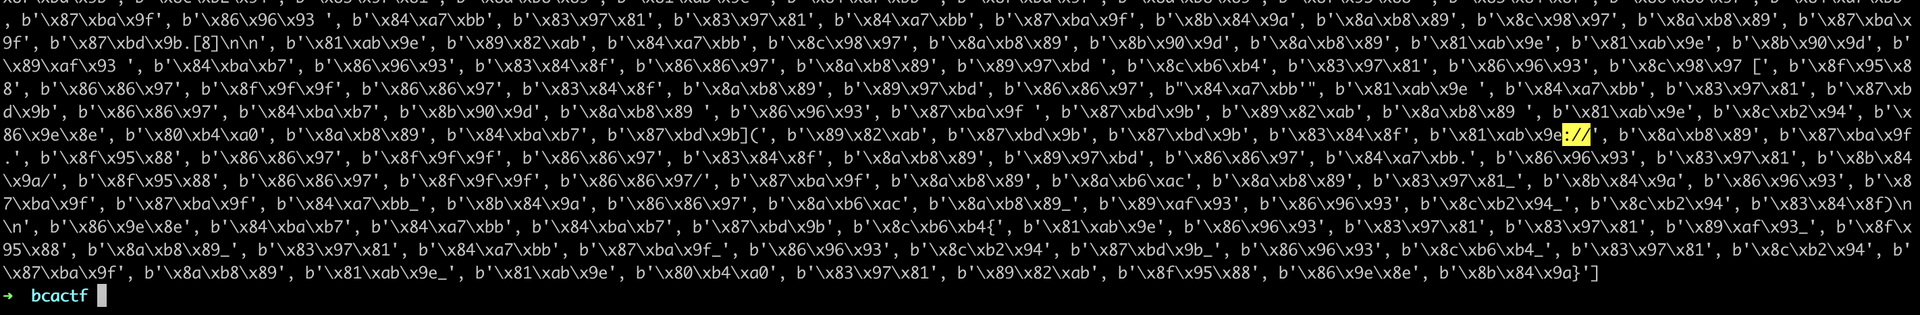 , b'\x87\xba\x9f', b'\x86\x96\x93 ', b'\x84\xa7\xbb', b'\x83\x97\x81', b'\x83\x97\x81', b'\x84\xa7\xbb', b'\x87\xba\x9f', b'\x8b\x84\x9a', b'\x8a\xb8\x89', b'\x8c\x98\x97', b'\x8a\xb8\x89', b'\x87\xba\x
9f', b'\x87\xbd\x9b.[8]\n\n', b'\x81\xab\x9e', b'\x89\x82\xab', b'\x84\xa7\xbb', b'\x8c\x98\x97', b'\x8a\xb8\x89', b'\x8b\x90\x9d', b'\x8a\xb8\x89', b'\x81\xab\x9e', b'\x81\xab\x9e', b'\x8b\x90\x9d', b'\x
\x89\xaf\x93 ', b'\x84\xba\xb7', b'\x86\x96\x93', b'\x83\x84\x8f', b'\x86\x86\x97', b'\x8a\xb8\x89', b'\x89\x97\xbd ', b'\x8c\xb6\xb4', b'\x83\x97\x81', b'\x86\x96\x93', b'\x8c\x98\x97 [', b'\x8f\x95\x8
8', b'\x86\x86\x97', b'\x8f\x9f\x9f', b'\x86\x86\x97', b'\x83\x84\x8f', b'\x8a\xb8\x89', b'\x89\x97\xbd', b'\x86\x86\x97', b"\x84\xa7\xbb'", b'\x81\xab\x9e ', b'\x84\xa7\xbb', b'\x83\x97\x81', b'\x87\xb
d\x9b', b'\x86\x86\x97', b'\x84\xba\xb7', b'\x8b\x90\x9d', b'\x8a\xb8\x89 ', b'\x86\x96\x93', b'\x87\xba\x9f ', b'\x87\xbd\x9b', b'\x89\x82\xab', b'\x8a\xb8\x89 ', b'\x81\xab\x9e', b'\x8c\xb2\x94', b'\x
86\x9e\x8e', b'\x80\xb4\xa0', b'\x8a\xb8\x89', b'\x84\xba\xb7', b'\x87\xbd\x9b](', b'\x89\x82\xab', b'\x87\xbd\x9b', b'\x87\xbd\x9b', b'\x83\x84\x8f', b'\x81\xab\x9e://', b'\x8a\xb8\x89', b'\x87\xba\x9f
.', b'\x8f\x95\x88', b'\x86\x86\x97', b'\x8f\x9f\x9f', b'\x86\x86\x97', b'\x83\x84\x8f', b'\x8a\xb8\x89', b'\x89\x97\xbd', b'\x86\x86\x97', b'\x84\xa7\xbb.', b'\x86\x96\x93', b'\x83\x97\x81', b'\x8b\x84
\x9a/', b'\x8f\x95\x88', b'\x86\x86\x97', b'\x8f\x9f\x9f', b'\x86\x86\x97/', b'\x87\xba\x9f', b'\x8a\xb8\x89', b'\x8a\xb6\xac', b'\x8a\xb8\x89', b'\x83\x97\x81_', b'\x8b\x84\x9a', b'\x86\x96\x93', b'\x8
7\xba\x9f', b'\x87\xba\x9f', b'\x84\xa7\xbb_', b'\x8b\x84\x9a', b'\x86\x86\x97', b'\x8a\xb6\xac', b'\x8a\xb8\x89_', b'\x89\xaf\x93', b'\x86\x96\x93', b'\x8c\xb2\x94_', b'\x8c\xb2\x94', b'\x83\x84\x8f)\n
\n', b'\x86\x9e\x8e', b'\x84\xba\xb7', b'\x84\xa7\xbb', b'\x84\xba\xb7', b'\x87\xbd\x9b', b'\x8c\xb6\xb4{', b'\x81\xab\x9e', b'\x86\x96\x93', b'\x83\x97\x81', b'\x83\x97\x81', b'\x89\xaf\x93_', b'\x8f\x
95\x88', b'\x8a\xb8\x89_', b'\x83\x97\x81', b'\x84\xa7\xbb', b'\x87\xba\x9f_', b'\x86\x96\x93', b'\x8c\xb2\x94', b'\x87\xbd\x9b_', b'\x86\x96\x93', b'\x8c\xb6\xb4_', b'\x83\x97\x81', b'\x8c\xb2\x94', b'\
\x87\xba\x9f', b'\x8a\xb8\x89', b'\x81\xab\x9e_', b'\x81\xab\x9e', b'\x80\xb4\xa0', b'\x83\x97\x81', b'\x89\x82\xab', b'\x8f\x95\x88', b'\x86\x9e\x8e', b'\x8b\x84\x9a}']
➜ bcactf